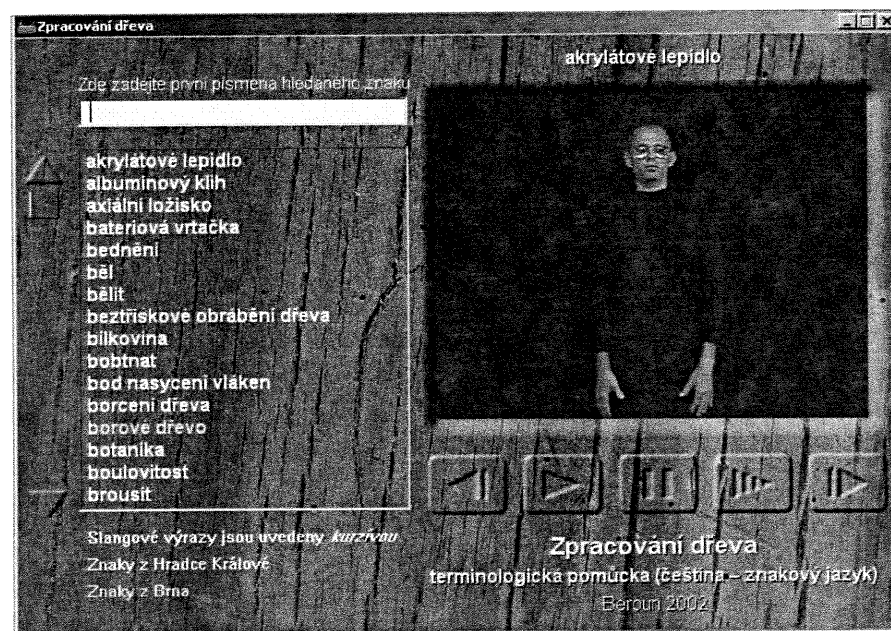 Zpracování dřeva
Zde zadejte první písmena hledaného znaku
akrylátové lepidlo
albuminový klih
axiální ložisko
bateriová vrtačka
bednění
běl
bělit
beztřískové obrábění dřeva
bílkovina
bobtnat
bod nasycení vláken
borcení dřeva
borové dřevo
botanika
boulovitost
brousit
Slangové výrazy jsou uvedeny kurzívou
Znaky z Hradce Králové
Znaky z Brna
akrylátové lepidlo
Zpracování dřeva
terminologická pomůcka (čeština – znakový jazyk)
Beroun 2002